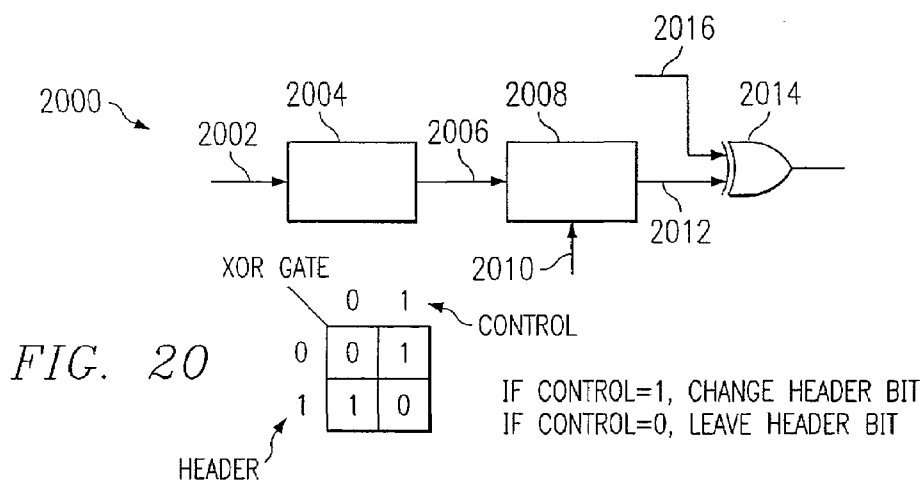 2016
2000
2004
2008
2014
2002
2006
2012
2010
XOR GATE
0 1
CONTROL
0 0 1
1 1 0
HEADER
FIG. 20
IF CONTROL=1, CHANGE HEADER BIT
IF CONTROL=0, LEAVE HEADER BIT